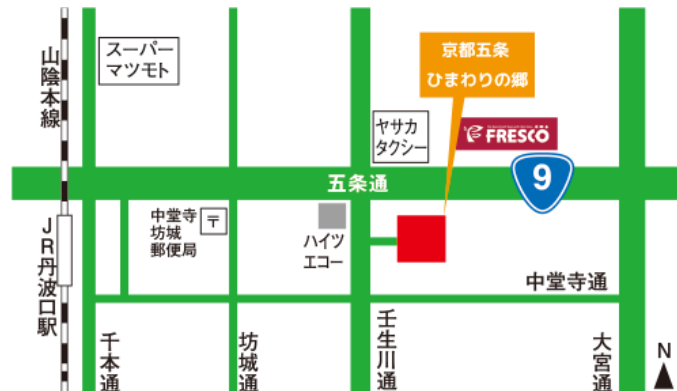 山陰本線
スーパー
マツモト
京都五条
ひまわりの郷
ヤサカ
タクシー
FRESCO
9
五条通
JR丹波口駅
中堂寺
坊城
郵便局
〒
ハイツ
エコー
中堂寺通
千本通
坊城通
壬生川通
大宮通
N